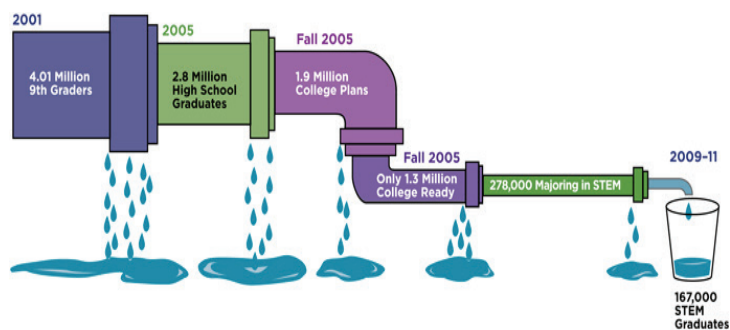 2001
4.01 Million
9th Graders
2005
2.8 Million
High School
Graduates
Fall 2005
1.9 Million
College Plans
Fall 2005
Only 1.3 Million
College Ready
278,000 Majoring in STEM
2009-11
167,000
STEM
Graduates